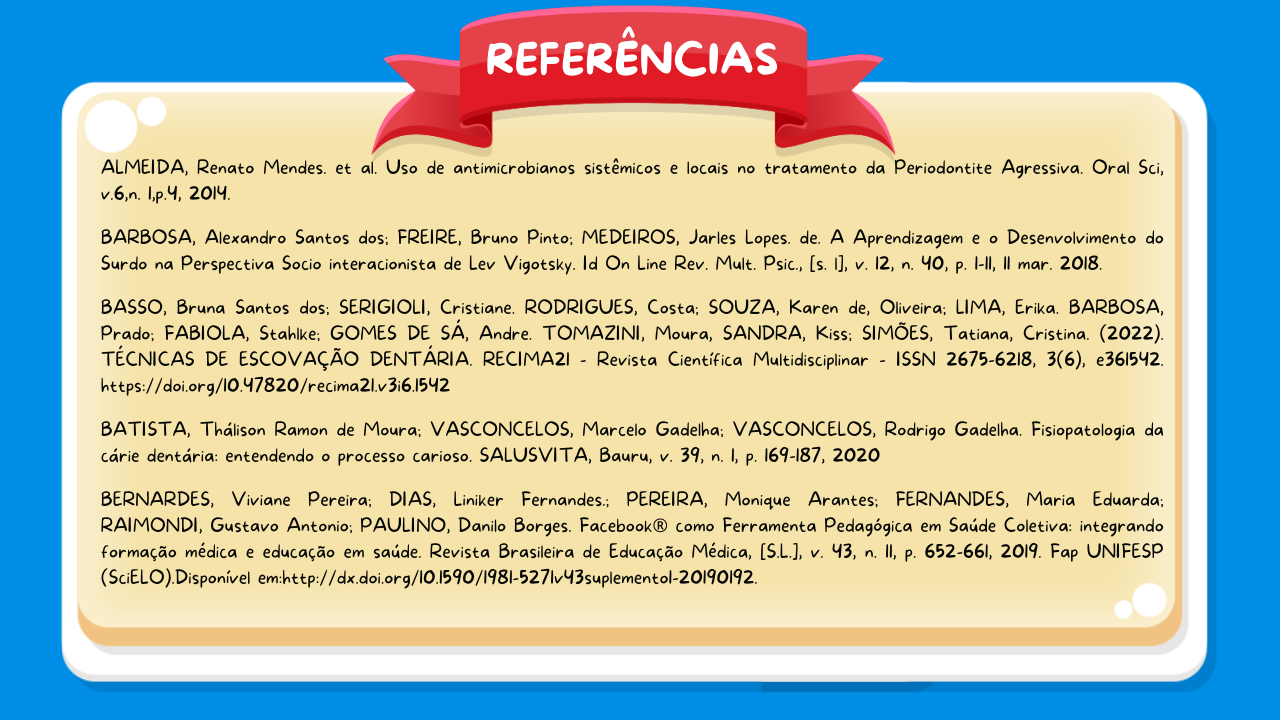 REFERÊNCIAS
ALMEIDA, Renato Mendes. et al. Uso de antimicrobianos sistêmicos e locais no tratamento da Periodontite Agressiva. Oral Sci,
v.6,n. 1,p.4, 2014.
BARBOSA, Alexandro Santos dos; FREIRE, Bruno Pinto; MEDEIROS, Jarles Lopes. de. A Aprendizagem e o Desenvolvimento do
Surdo na Perspectiva Socio interacionista de Lev Vigotsky. Id On Line Rev. Mult. Psic., [s. l], v. 12, n. 40, p. 1-11, 11 mar. 2018.
BASSO, Bruna Santos dos; SERIGIOLI, Cristiane. RODRIGUES, Costa; SOUZA, Karen de, Oliveira; LIMA, Erika. BARBOSA,
Prado; FABIOLA, Stahlke; GOMES DE SÁ, Andre. TOMAZINI, Moura, SANDRA, Kiss; SIMÕES, Tatiana, Cristina. (2022).
TÉCNICAS DE ESCOVAÇÃO DENTÁRIA. RECIMA21 - Revista Científica Multidisciplinar - ISSN 2675-6218, 3(6), e361542.
https://doi.org/10.47820/recima21.v3i6.1542
BATISTA, Thálison Ramon de Moura; VASCONCELOS, Marcelo Gadelha; VASCONCELOS, Rodrigo Gadelha. Fisiopatologia da
cárie dentária: entendendo o processo carioso. SALUSVITA, Bauru, v. 39, n. 1, p. 169-187, 2020
BERNARDES, Viviane Pereira; DIAS, Liniker Fernandes.; PEREIRA, Monique Arantes; FERNANDES, Maria Eduarda;
RAIMONDI, Gustavo Antonio; PAULINO, Danilo Borges. Facebook® como Ferramenta Pedagógica em Saúde Coletiva: integrando
formação médica e educação em saúde. Revista Brasileira de Educação Médica, [S.L.], v. 43, n. 11, p. 652-661, 2019. Fap UNIFESP
(SciELO).Disponível em:http://dx.doi.org/10.1590/1981-5271v43suplemento1-20190192.